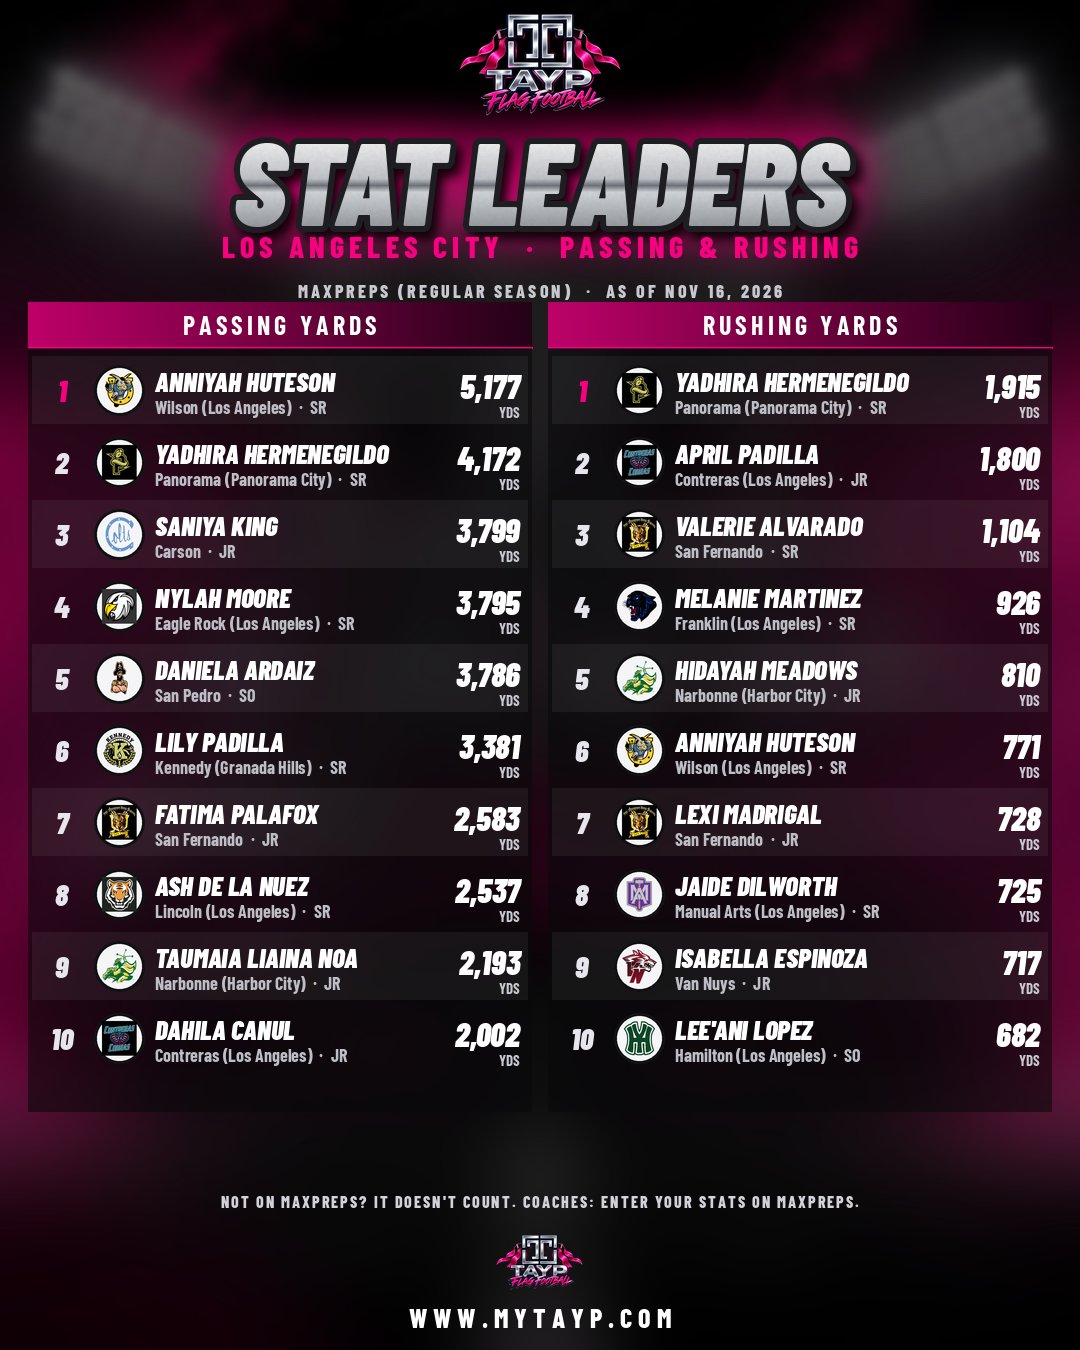 TAYP
FLAG FOOTBALL
STAT LEADERS
LOS ANGELES CITY · PASSING & RUSHING
MAXPREPS (REGULAR SEASON) · AS OF NOV 16, 2026
PASSING YARDS
1 ANNIYAH HUTESON 5,177
Wilson (Los Angeles) · SR YDS
2 YADHIRA HERMENEGILDO 4,172
Panorama (Panorama City) · SR YDS
3 SANIYA KING 3,799
Carson · JR YDS
4 NYLAH MOORE 3,795
Eagle Rock (Los Angeles) · SR YDS
5 DANIELA ARDAIZ 3,786
San Pedro · SO YDS
6 LILY PADILLA 3,381
Kennedy (Granada Hills) · SR YDS
7 FATIMA PALAFOX 2,583
San Fernando · JR YDS
8 ASH DE LA NUEZ 2,537
Lincoln (Los Angeles) · SR YDS
9 TAUMAIA LIAINA NOA 2,193
Narbonne (Harbor City) · JR YDS
10 DAHILA CANUL 2,002
Contreras (Los Angeles) · JR YDS
RUSHING YARDS
1 YADHIRA HERMENEGILDO 1,915
Panorama (Panorama City) · SR YDS
2 APRIL PADILLA 1,800
Contreras (Los Angeles) · JR YDS
3 VALERIE ALVARADO 1,104
San Fernando · SR YDS
4 MELANIE MARTINEZ 926
Franklin (Los Angeles) · SR YDS
5 HIDAYAH MEADOWS 810
Narbonne (Harbor City) · JR YDS
6 ANNIYAH HUTESON 771
Wilson (Los Angeles) · SR YDS
7 LEXI MADRIGAL 728
San Fernando · JR YDS
8 JAIDE DILWORTH 725
Manual Arts (Los Angeles) · SR YDS
9 ISABELLA ESPINOZA 717
Van Nuys · JR YDS
10 LEE'ANI LOPEZ 682
Hamilton (Los Angeles) · SO YDS
NOT ON MAXPREPS? IT DOESN'T COUNT. COACHES: ENTER YOUR STATS ON MAXPREPS.
TAYP
FLAG FOOTBALL
WWW.MYTAYP.COM